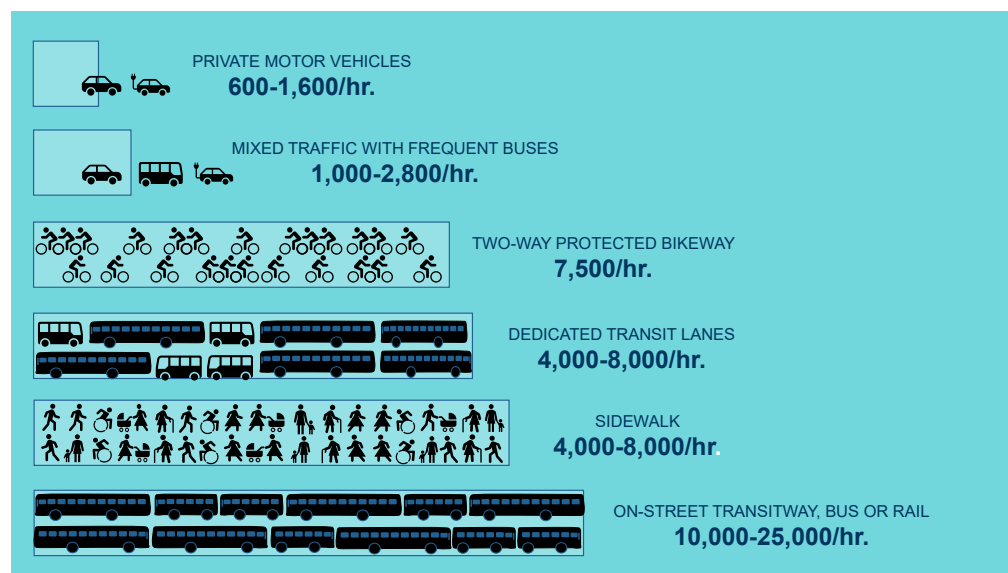 PRIVATE MOTOR VEHICLES
600-1,600/hr.
MIXED TRAFFIC WITH FREQUENT BUSES
1,000-2,800/hr.
TWO-WAY PROTECTED BIKEWAY
7,500/hr.
DEDICATED TRANSIT LANES
4,000-8,000/hr.
SIDEWALK
4,000-8,000/hr.
ON-STREET TRANSITWAY, BUS OR RAIL
10,000-25,000/hr.